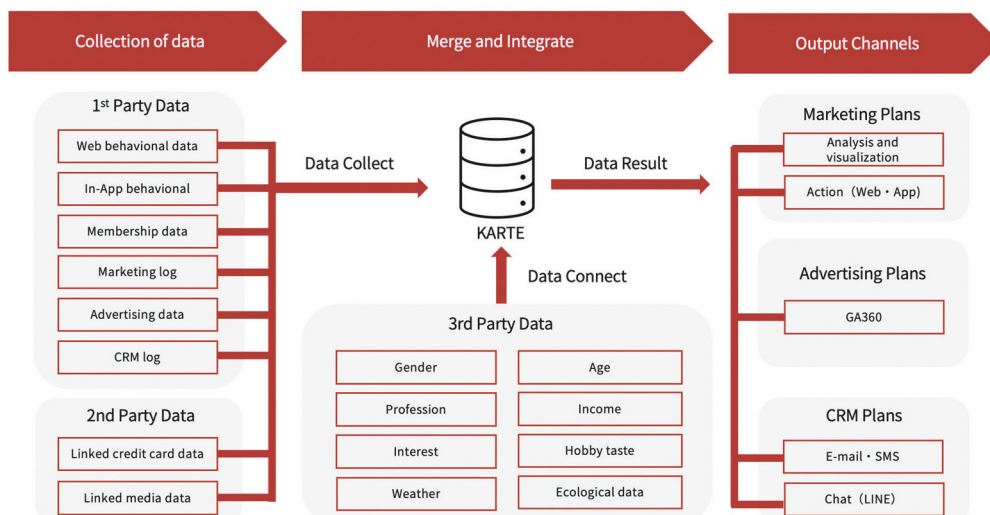 Collection of data
Merge and Integrate
Output Channels
1st Party Data
Web behavional data
In-App behavioral
Membership data
Marketing log
Advertising data
CRM log
2nd Party Data
Linked credit card data
Linked media data
Data Collect
KARTE
Data Result
Data Connect
3rd Party Data
Gender
Age
Profession
Income
Interest
Hobby taste
Weather
Ecological data
Marketing Plans
Analysis and
visualization
Action（Web・App)
Advertising Plans
GA360
CRM Plans
E-mail・SMS
Chat（LINE）